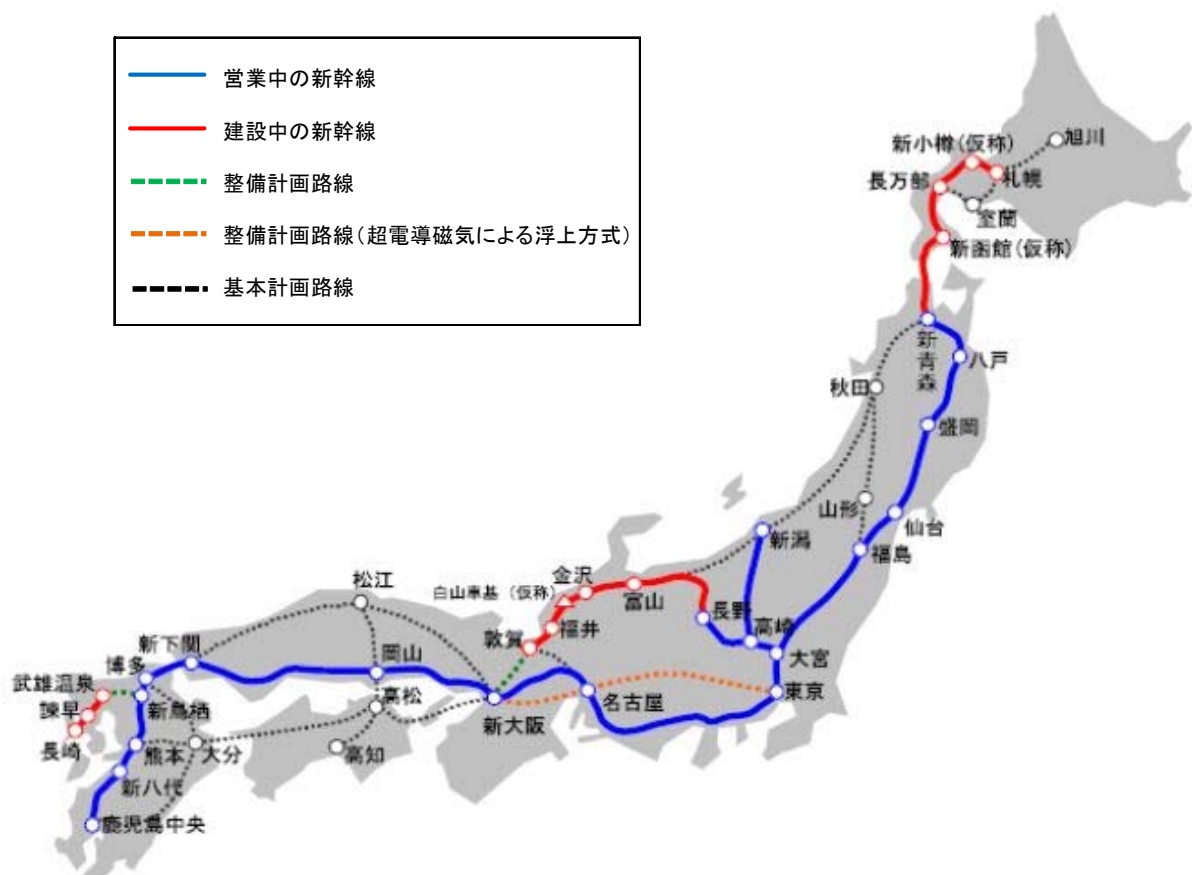 営業中の新幹線
建設中の新幹線
整備計画路線
整備計画路線(超電導磁気による浮上方式)
基本計画路線
旭川
新小樽(仮称)
長万部
札幌
室蘭
新函館(仮称)
新青森
八戸
秋田
盛岡
山形
仙台
新潟
福島
松江
金沢
白山車基(仮称)
富山
長野
高崎
福井
敦賀
大宮
新下関
岡山
博多
武雄温泉
東京
名古屋
高松
新大阪
新鳥栖
諫早
長崎
熊本
大分
高知
新八代
鹿児島中央